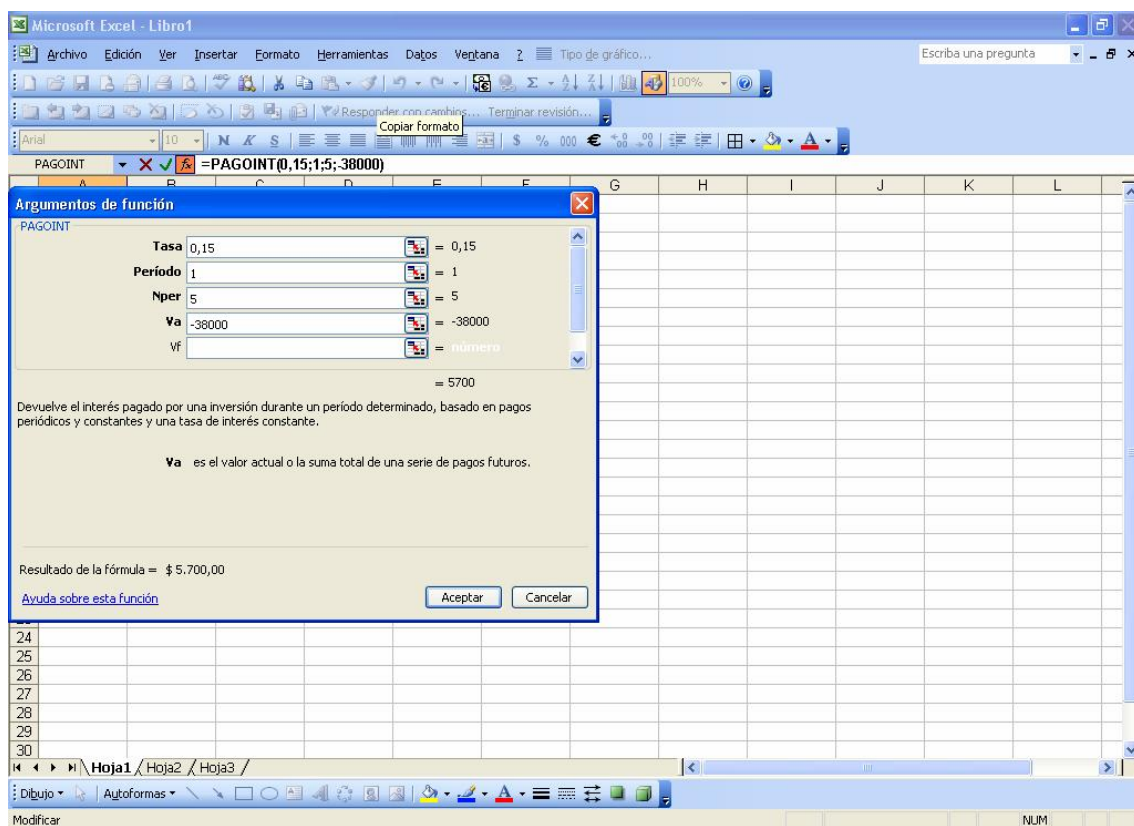 Microsoft Excel - Libro1
Archivo Edición Ver Insertar Formato Herramientas Datos Ventana ? Tipo de gráfico... Escriba una pregunta
100%
Responder con cambios... Terminar revisión...
Copiar formato
Arial 10 N K S $ % 000 €
PAGOINT =PAGOINT(0,15;1;5;-38000)
G H I J K L
Argumentos de función
PAGOINT
Tasa 0,15 = 0,15
Período 1 = 1
Nper 5 = 5
Va -38000 = -38000
Vf = número
= 5700
Devuelve el interés pagado por una inversión durante un período determinado, basado en pagos
periódicos y constantes y una tasa de interés constante.
Va es el valor actual o la suma total de una serie de pagos futuros.
Resultado de la fórmula = $ 5.700,00
Ayuda sobre esta función Aceptar Cancelar
24
25
26
27
28
29
30
Hoja1 Hoja2 Hoja3
Dibujo Autoformas
Modificar NUM